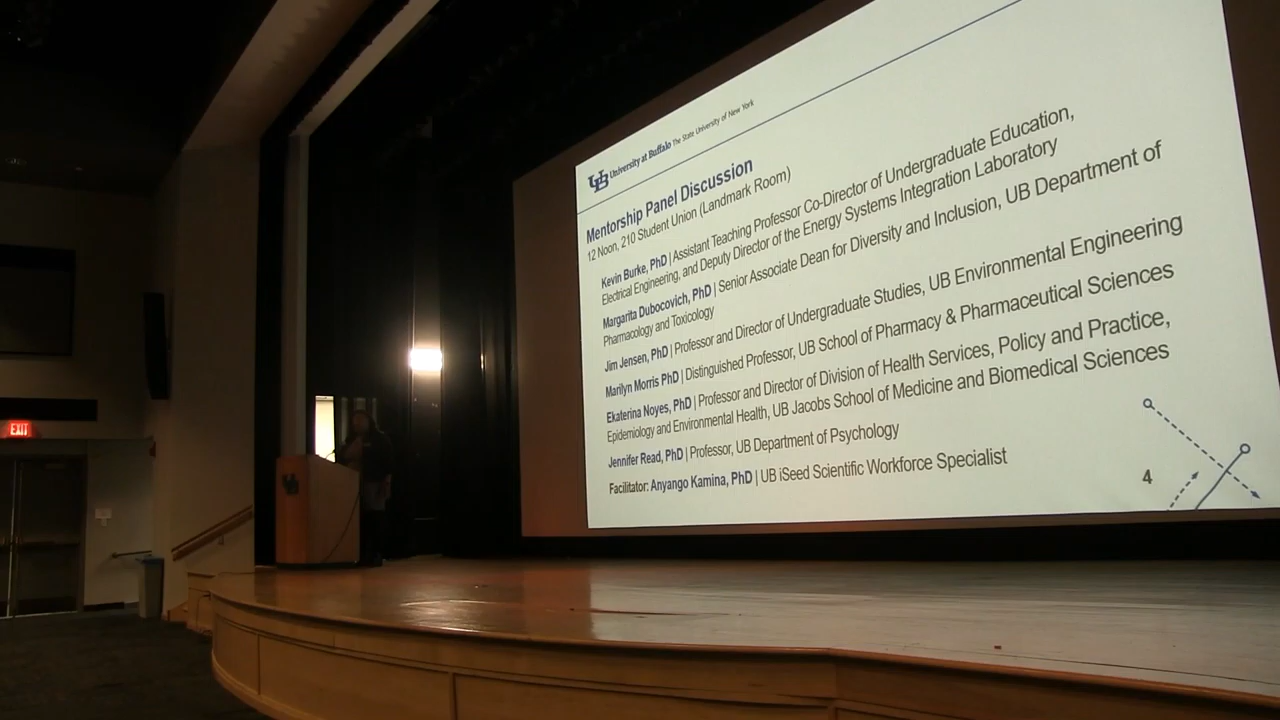 UB University at Buffalo The State University of New York
Mentorship Panel Discussion
12 Noon, 210 Student Union (Landmark Room)
Kevin Burke, PhD | Assistant Teaching Professor Co-Director of Undergraduate Education,
Electrical Engineering, and Deputy Director of the Energy Systems Integration Laboratory
Margarita Dubocovich, PhD | Senior Associate Dean for Diversity and Inclusion, UB Department of
Pharmacology and Toxicology
Jim Jensen, PhD | Professor and Director of Undergraduate Studies, UB Environmental Engineering
Marilyn Morris PhD | Distinguished Professor, UB School of Pharmacy & Pharmaceutical Sciences
Ekaterina Noyes, PhD | Professor and Director of Division of Health Services, Policy and Practice,
Epidemiology and Environmental Health, UB Jacobs School of Medicine and Biomedical Sciences
Jennifer Read, PhD | Professor, UB Department of Psychology
Facilitator: Anyango Kamina, PhD | UB iSeed Scientific Workforce Specialist
4
EXIT
UB